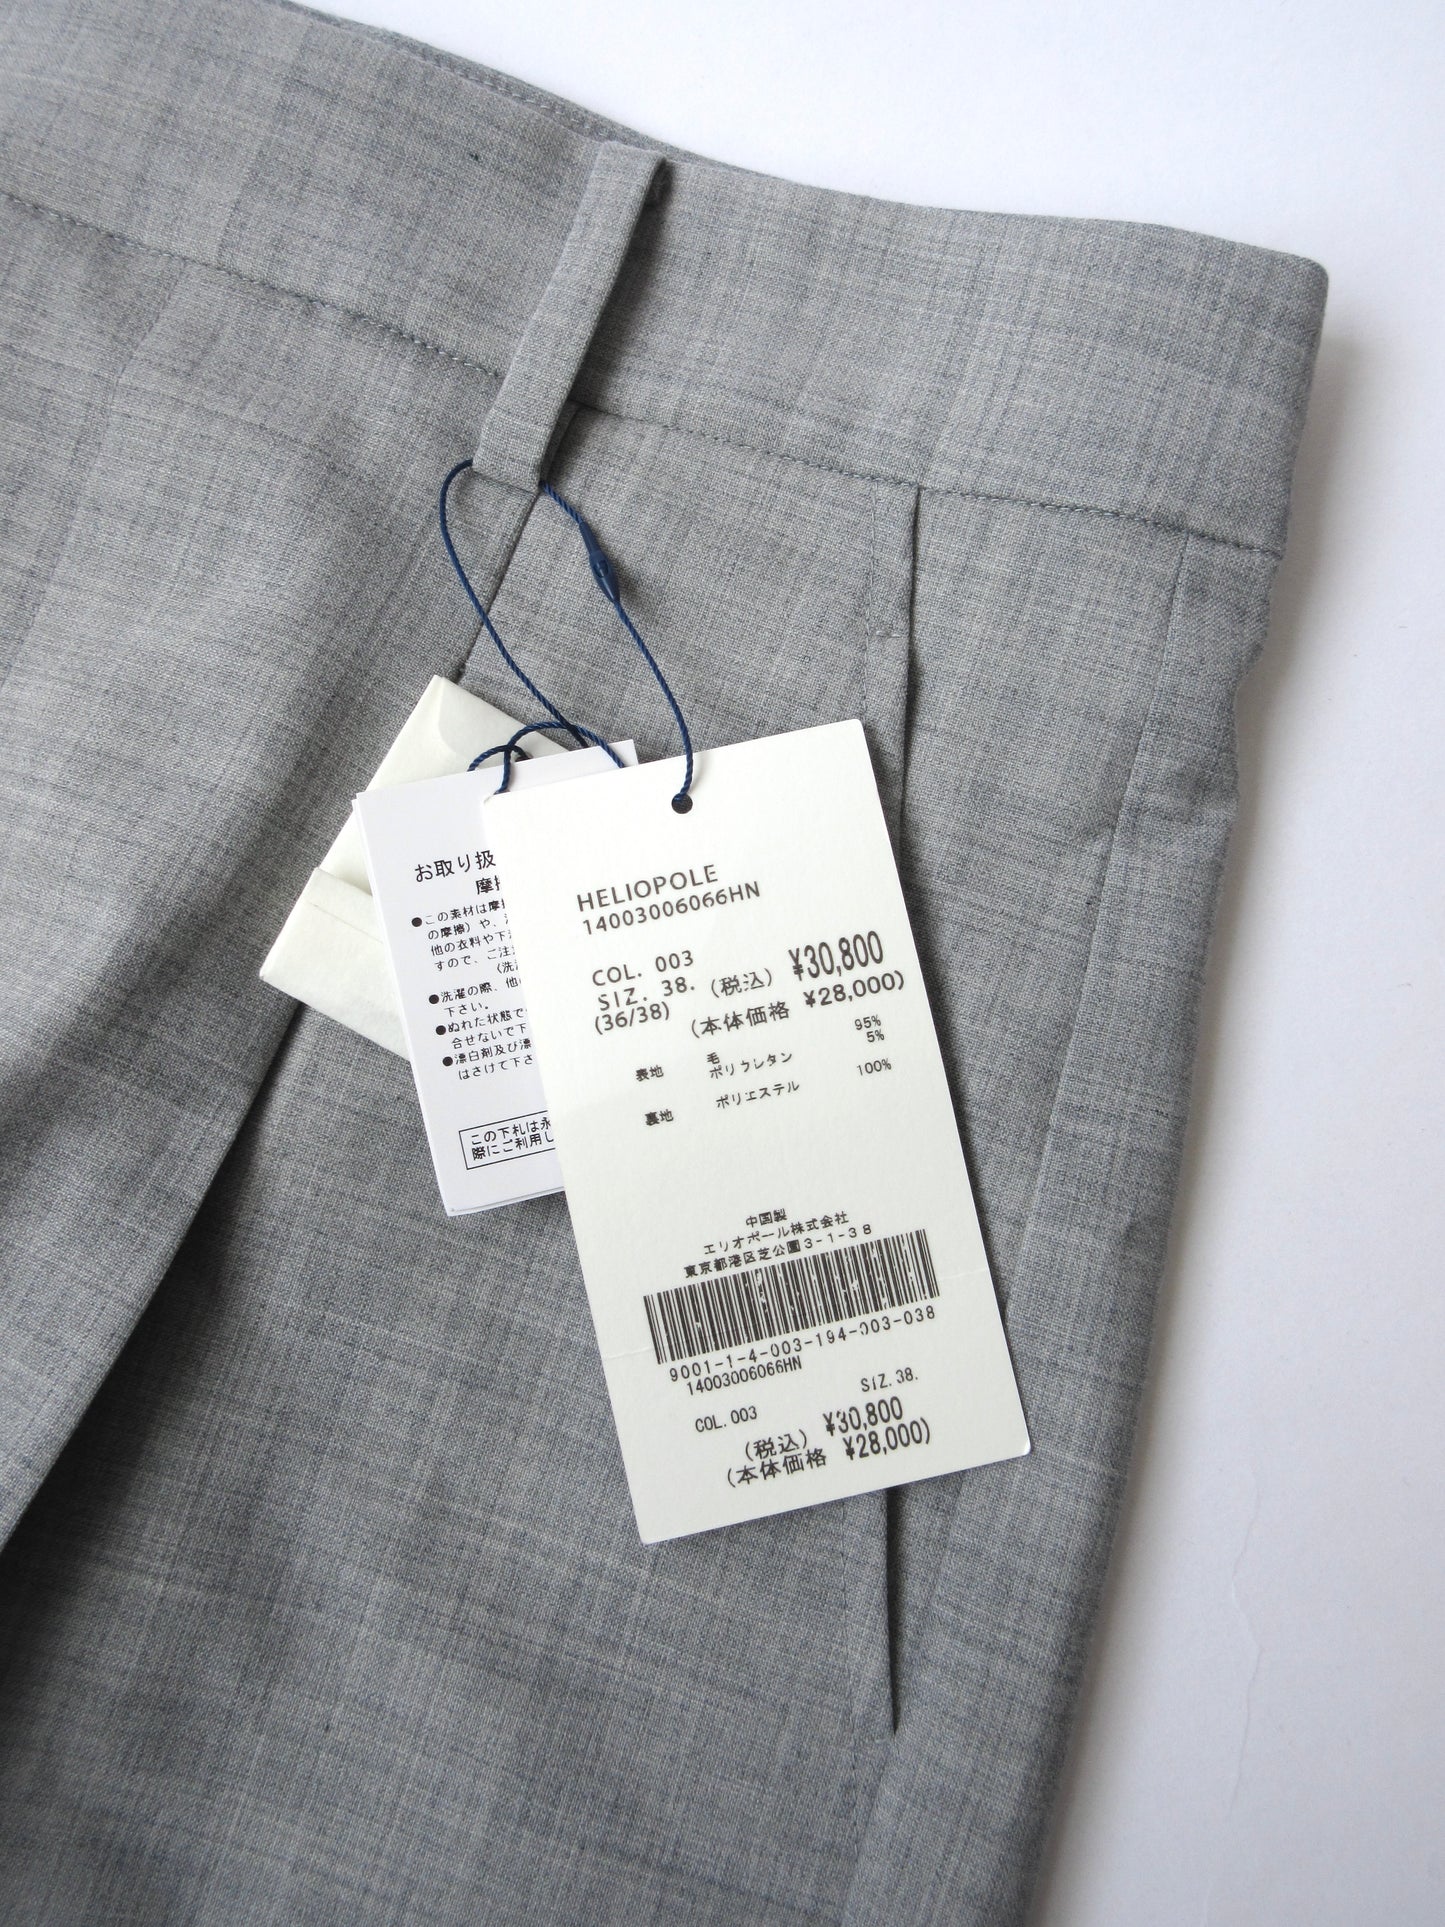 お取り扱
●この素材は
の摩擦)や、
他の衣料や下
すので、ご注
(洗
●洗濯の際、他
下さい。
●ぬれた状態で
合せないで下
●漂白剤及び漂
はさけて下さ
この下札は永
際にご利用し
HELIOPOLE
14003006066HN
COL. 003
SIZ. 38. (税込) ¥30,800
(36/38) (本体価格 ¥28,000)
表地 毛 95%
ポリウレタン 5%
裏地 ポリエステル 100%
中国製
エリオポール株式会社
東京都港区芝公園3-1-38
9001-1-4-003-194-003-038
14003006066HN
SIZ.38.
COL.003
(税込) ¥30,800
(本体価格 ¥28,000)